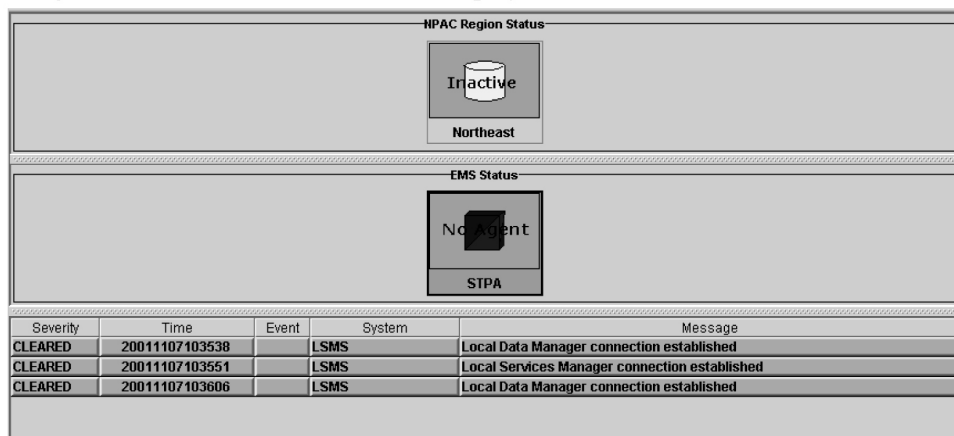 NPAC Region Status
Inactive
Northeast
EMS Status
No Agent
STPA
Severity Time Event System Message
CLEARED 20011107103538 LSMS Local Data Manager connection established
CLEARED 20011107103551 LSMS Local Services Manager connection established
CLEARED 20011107103606 LSMS Local Data Manager connection established